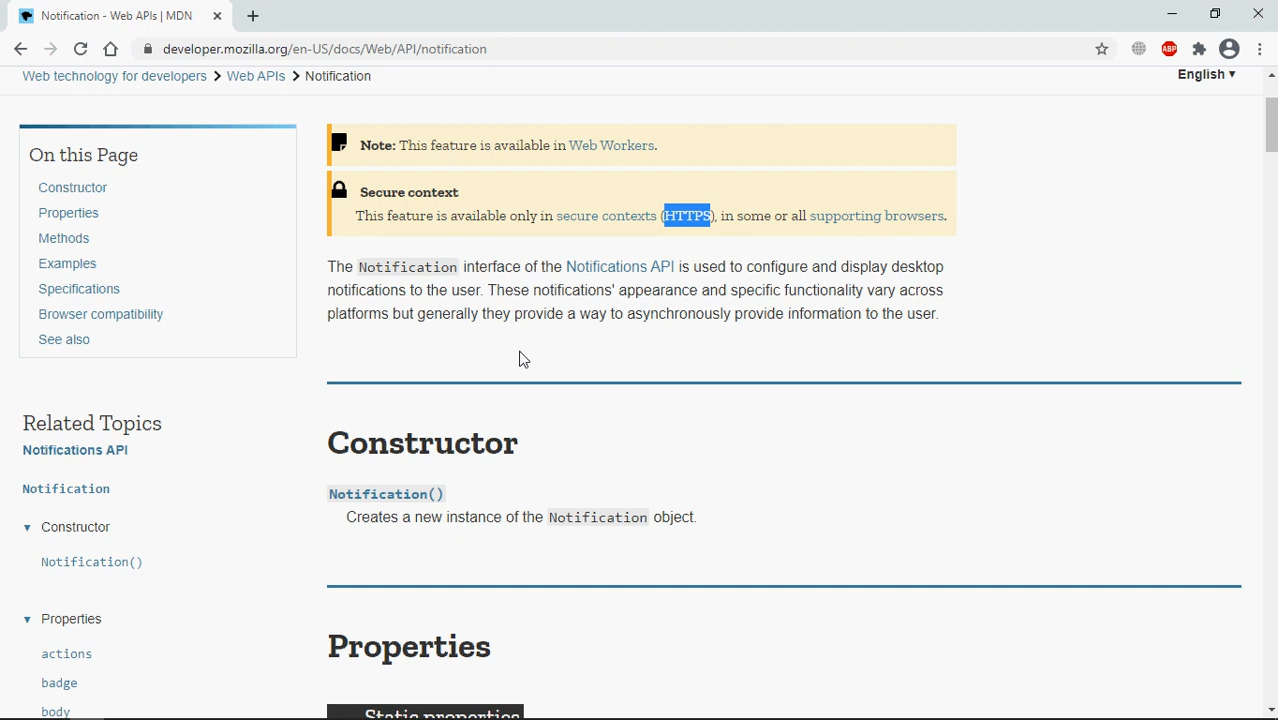 Notification - Web APIs | MDN
developer.mozilla.org/en-US/docs/Web/API/notification
ABP
Web technology for developers > Web APIs > Notification
English ▼
On this Page
Constructor
Properties
Methods
Examples
Specifications
Browser compatibility
See also
Related Topics
Notifications API
Notification
▼ Constructor
Notification()
▼ Properties
actions
badge
body
Note: This feature is available in Web Workers.
Secure context
This feature is available only in secure contexts (HTTPS), in some or all supporting browsers.
The Notification interface of the Notifications API is used to configure and display desktop
notifications to the user. These notifications' appearance and specific functionality vary across
platforms but generally they provide a way to asynchronously provide information to the user.
Constructor
Notification()
Creates a new instance of the Notification object.
Properties
Static properties